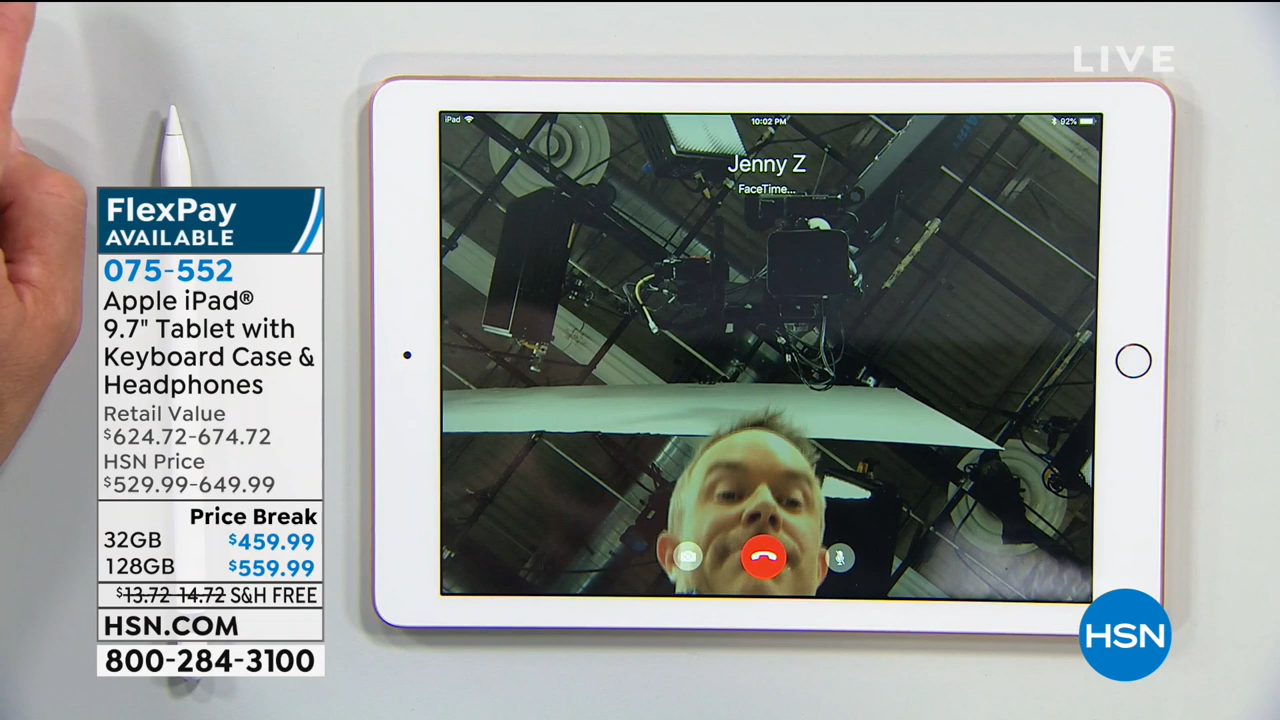 LIVE
iPad
10:02 PM
92%
Jenny Z
FaceTime...
FlexPay
AVAILABLE
075-552
Apple iPad®
9.7" Tablet with
Keyboard Case &
Headphones
Retail Value
$624.72-674.72
HSN Price
$529.99-649.99
Price Break
32GB $459.99
128GB $559.99
$13.72-14.72 S&H FREE
HSN.COM
800-284-3100
HSN